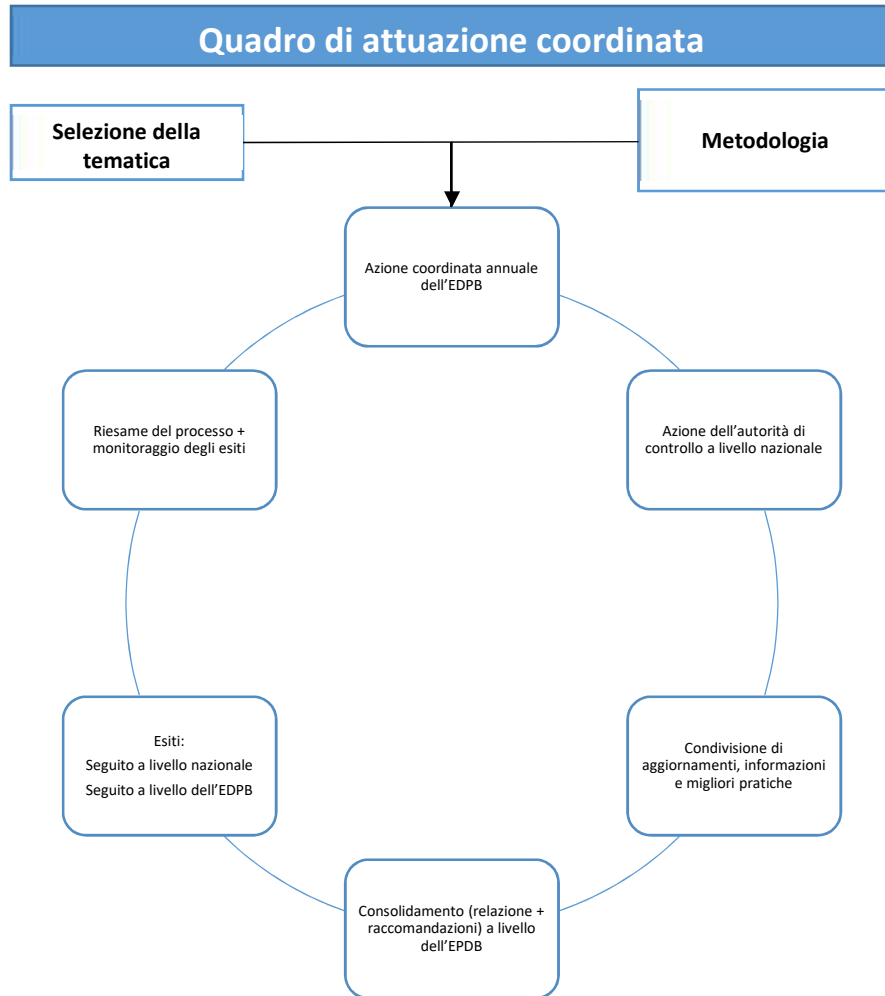 Quadro di attuazione coordinata
Selezione della
tematica
Metodologia
Azione coordinata annuale
dell’EDPB
Azione dell’autorità di
controllo a livello nazionale
Condivisione di
aggiornamenti, informazioni
e migliori pratiche
Consolidamento (relazione +
raccomandazioni) a livello
dell’EPDB
Esiti:
Seguito a livello nazionale
Seguito a livello dell’EDPB
Riesame del processo +
monitoraggio degli esiti